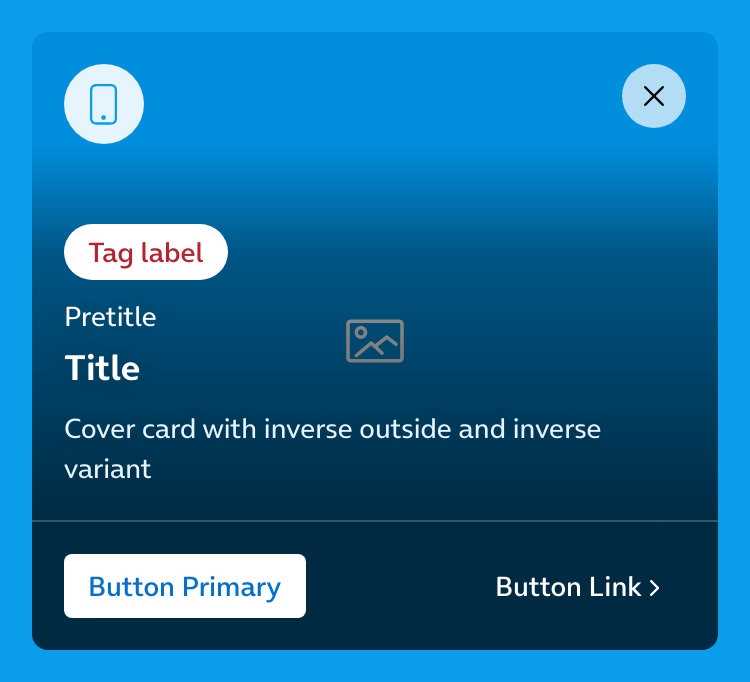 Tag label
Pretitle
Title
Cover card with inverse outside and inverse
variant
Button Primary
Button Link